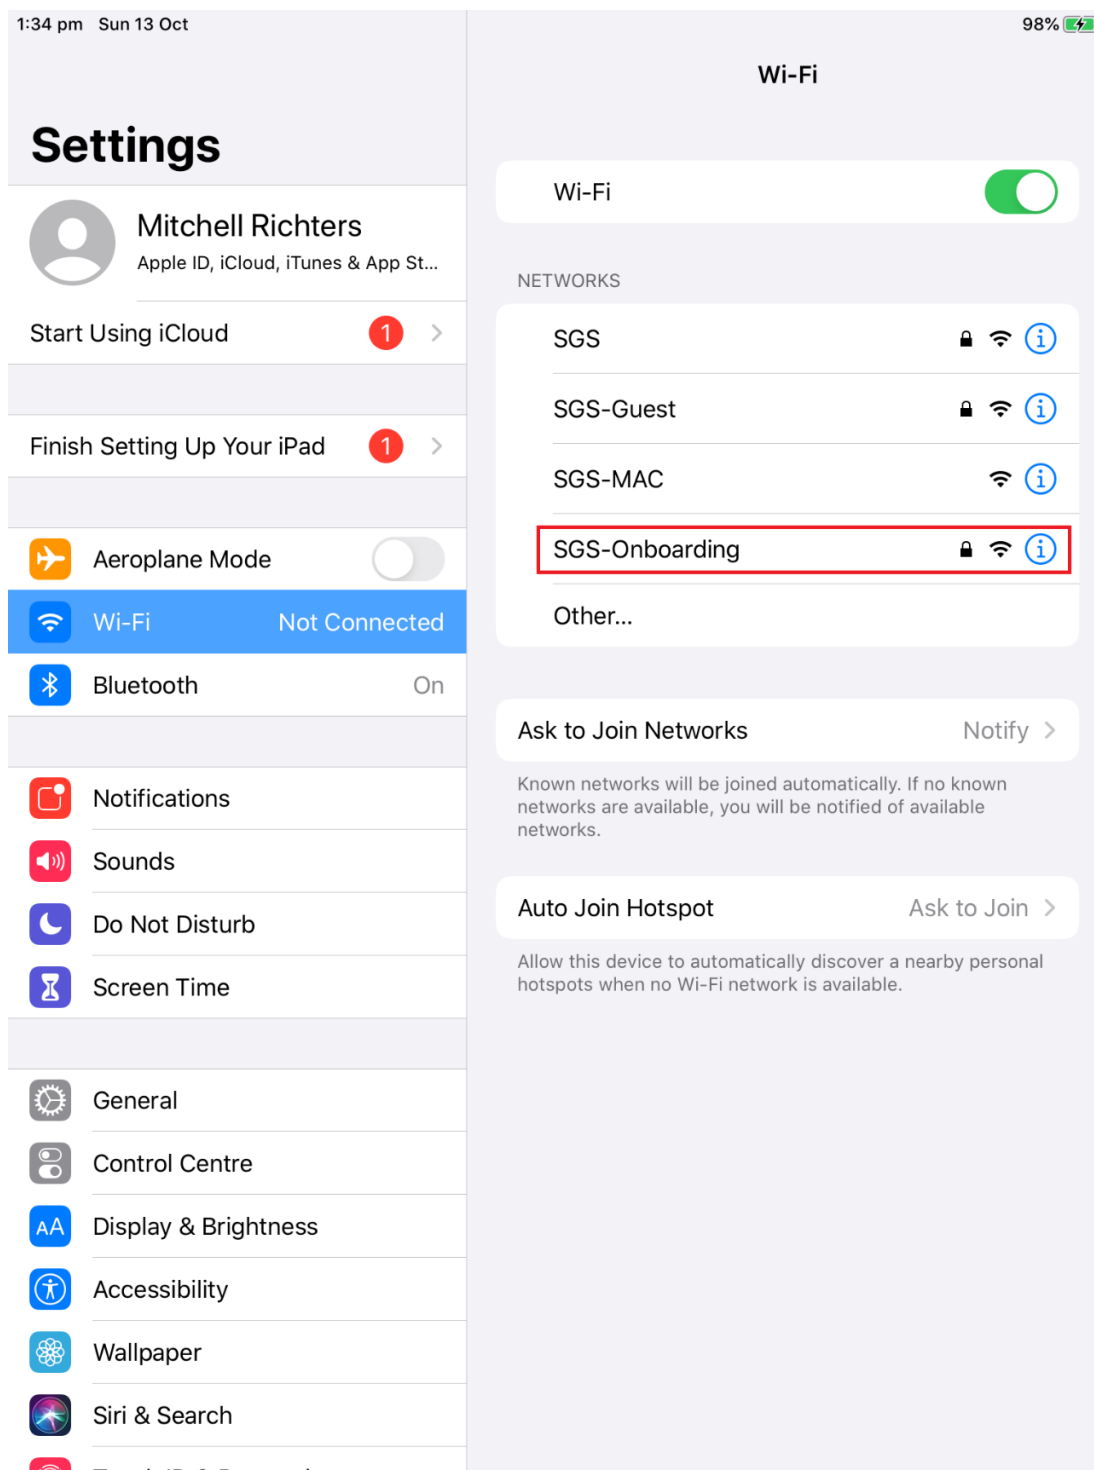 1:34 pm Sun 13 Oct
98%
Settings
Mitchell Richters
Apple ID, iCloud, iTunes & App St...
Start Using iCloud 1
Finish Setting Up Your iPad 1
Aeroplane Mode
Wi-Fi Not Connected
Bluetooth On
Notifications
Sounds
Do Not Disturb
Screen Time
General
Control Centre
AA Display & Brightness
Accessibility
Wallpaper
Siri & Search
Wi-Fi
Wi-Fi
NETWORKS
SGS
SGS-Guest
SGS-MAC
SGS-Onboarding
Other...
Ask to Join Networks Notify
Known networks will be joined automatically. If no known
networks are available, you will be notified of available
networks.
Auto Join Hotspot Ask to Join
Allow this device to automatically discover a nearby personal
hotspots when no Wi-Fi network is available.